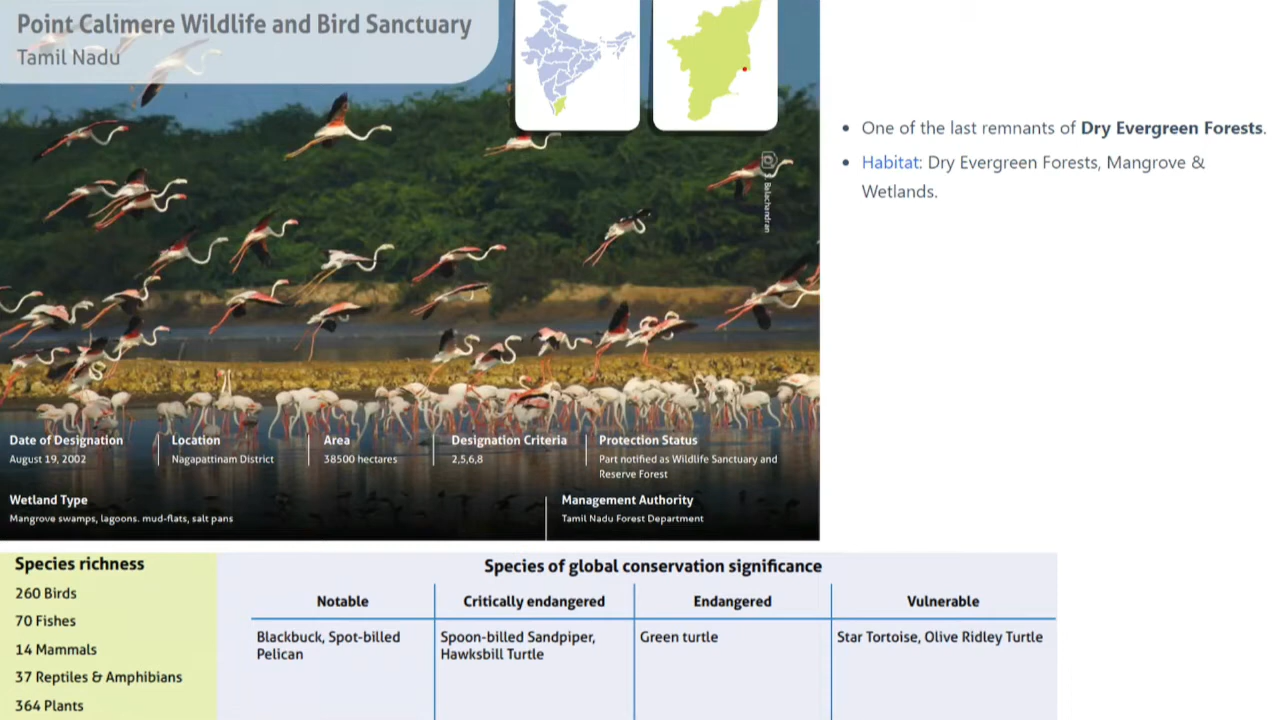 Point Calimere Wildlife and Bird Sanctuary
Tamil Nadu
S. Balachandran
Date of Designation
August 19, 2002
Location
Nagapattinam District
Area
38500 hectares
Designation Criteria
2,5,6,8
Protection Status
Part notified as Wildlife Sanctuary and
Reserve Forest
Wetland Type
Mangrove swamps, lagoons. mud-flats, salt pans
Management Authority
Tamil Nadu Forest Department
• One of the last remnants of Dry Evergreen Forests.
• Habitat: Dry Evergreen Forests, Mangrove &
Wetlands.
Species richness
260 Birds
70 Fishes
14 Mammals
37 Reptiles & Amphibians
364 Plants
Species of global conservation significance
Notable
Critically endangered
Endangered
Vulnerable
Blackbuck, Spot-billed
Pelican
Spoon-billed Sandpiper,
Hawksbill Turtle
Green turtle
Star Tortoise, Olive Ridley Turtle